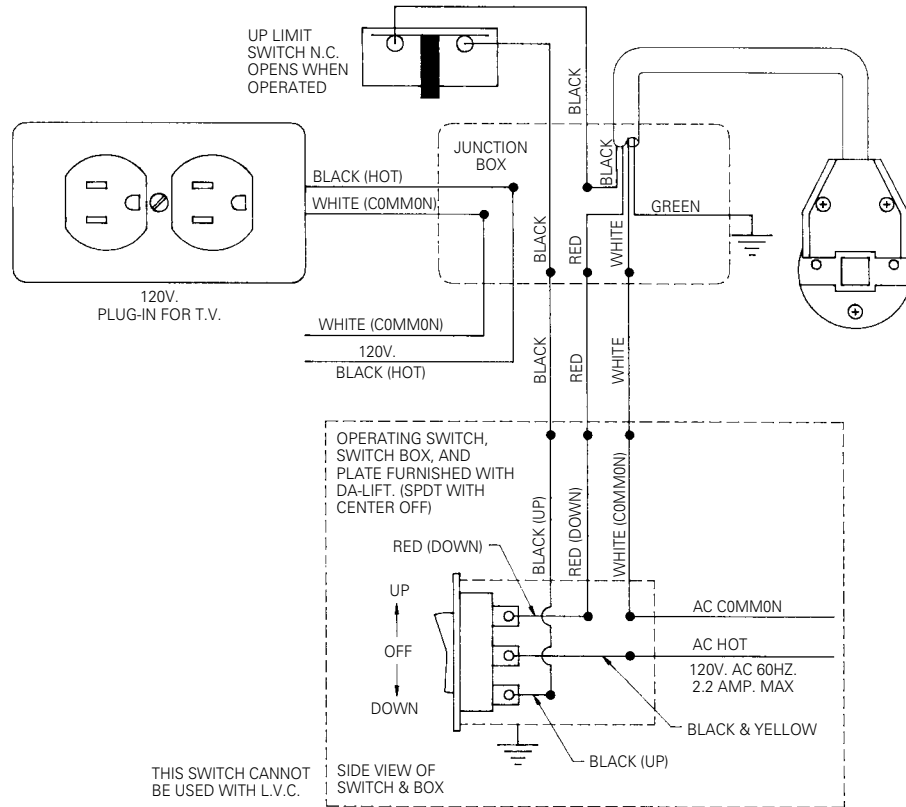 UP LIMIT
SWITCH N.C.
OPENS WHEN
OPERATED
BLACK
JUNCTION
BOX
BLACK
BLACK (HOT)
WHITE (C0MM0N)
GREEN
BLACK
RED
WHITE
120V.
PLUG-IN FOR T.V.
WHITE (C0MM0N)
120V.
BLACK (HOT)
BLACK
RED
WHITE
OPERATING SWITCH,
SWITCH BOX, AND
PLATE FURNISHED WITH
DA-LIFT. (SPDT WITH
CENTER OFF)
BLACK (UP)
RED (DOWN)
WHITE (C0MM0N)
RED (DOWN)
UP
OFF
DOWN
AC C0MM0N
AC HOT
120V. AC 60HZ.
2.2 AMP. MAX
BLACK & YELLOW
BLACK (UP)
THIS SWITCH CANNOT
BE USED WITH L.V.C.
SIDE VIEW OF
SWITCH & BOX